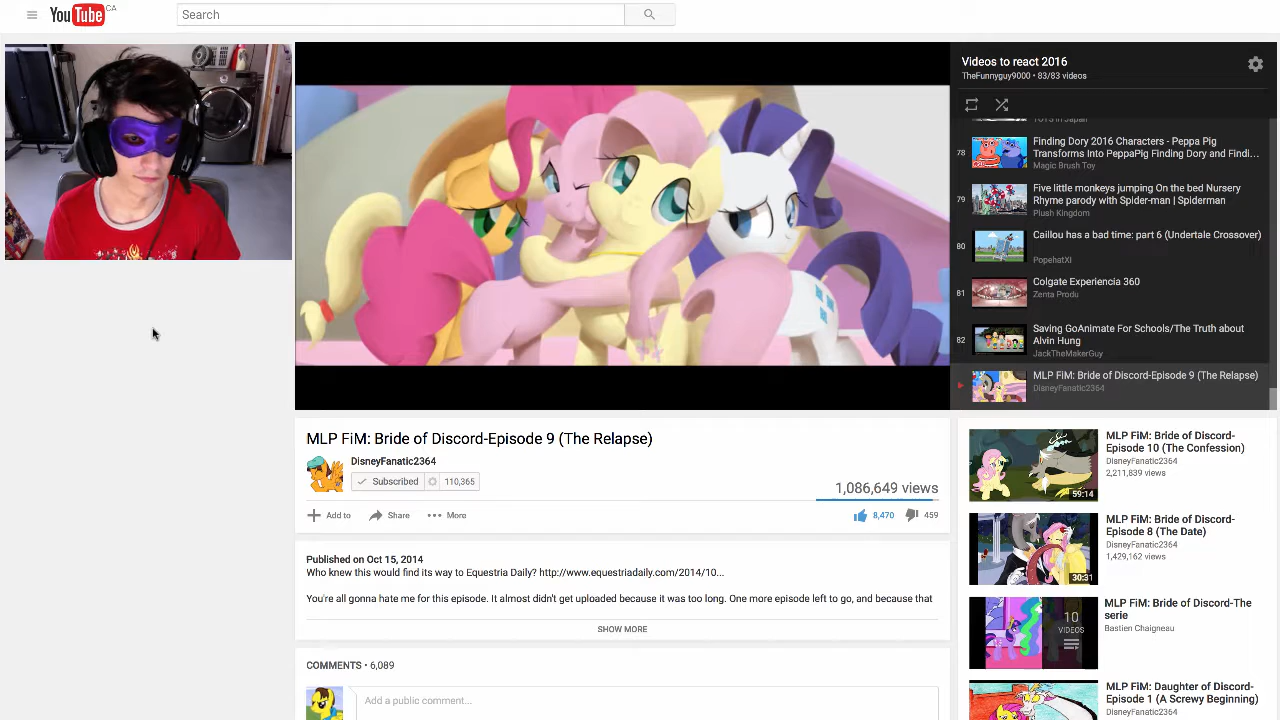 YouTube CA
Search
Videos to react 2016
TheFunnyguy9000 • 83/83 videos
TOYS in Japan
78
Finding Dory 2016 Characters - Peppa Pig
Transforms Into PeppaPig Finding Dory and Findi...
Magic Brush Toy
79
Five little monkeys jumping On the bed Nursery
Rhyme parody with Spider-man | Spiderman
Plush Kingdom
80
Caillou has a bad time: part 6 (Undertale Crossover)
PopehatXI
81
Colgate Experiencia 360
Zenta Produ
82
Saving GoAnimate For Schools/The Truth about
Alvin Hung
JackTheMakerGuy
MLP FiM: Bride of Discord-Episode 9 (The Relapse)
DisneyFanatic2364
MLP FiM: Bride of Discord-Episode 9 (The Relapse)
DisneyFanatic2364
Subscribed 110,365
1,086,649 views
Add to Share More
8,470 459
Published on Oct 15, 2014
Who knew this would find its way to Equestria Daily? http://www.equestriadaily.com/2014/10...
You're all gonna hate me for this episode. It almost didn't get uploaded because it was too long. One more episode left to go, and because that
SHOW MORE
COMMENTS • 6,089
Add a public comment...
MLP FiM: Bride of Discord-
Episode 10 (The Confession)
DisneyFanatic2364
2,211,839 views
59:14
MLP FiM: Bride of Discord-
Episode 8 (The Date)
DisneyFanatic2364
1,429,162 views
30:31
MLP FiM: Bride of Discord-The
serie
Bastien Chaigneau
10
VIDEOS
MLP FiM: Daughter of Discord-
Episode 1 (A Screwy Beginning)
DisneyFanatic2364